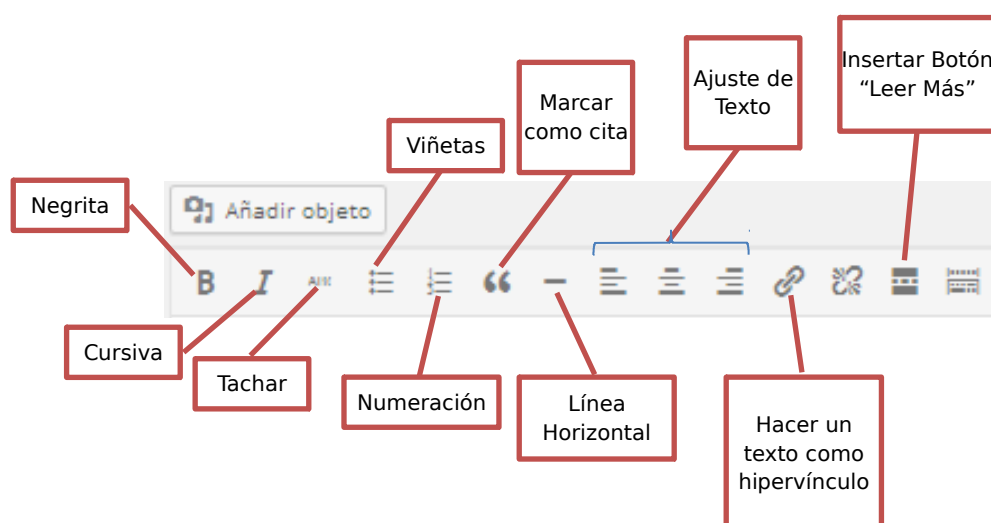 Insertar Botón
“Leer Más”
Ajuste de
Texto
Marcar
como cita
Viñetas
Negrita
Añadir objeto
B I
Cursiva
Tachar
Numeración
Línea
Horizontal
Hacer un
texto como
hipervínculo